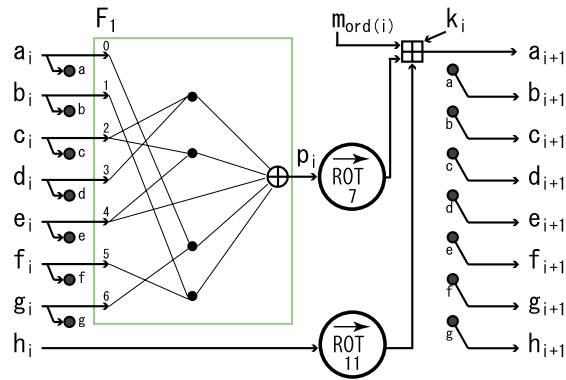 F₁ m_ord(i) kᵢ
aᵢ 0 a aᵢ₊₁
bᵢ 1 b a bᵢ₊₁
cᵢ 2 c b cᵢ₊₁
dᵢ 3 d pᵢ ROT 7 c dᵢ₊₁
eᵢ 4 e d eᵢ₊₁
fᵢ 5 f e fᵢ₊₁
gᵢ 6 g f gᵢ₊₁
hᵢ ROT 11 g hᵢ₊₁